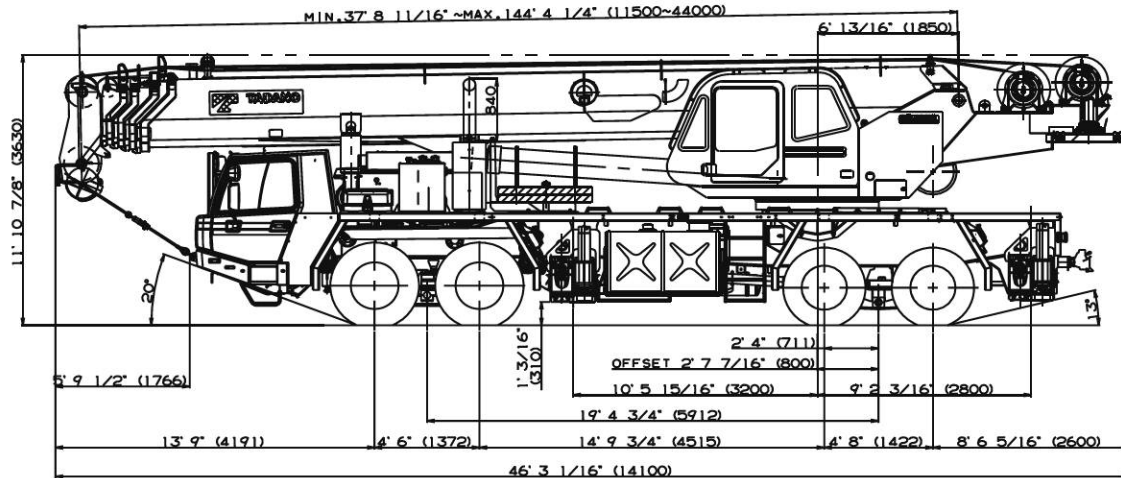 MIN.37' 8 11/16" ~MAX.144' 4 1/4" (11500~44000)
6' 13/16" (1850)
TADANO
840
11' 10 7/8" (3630)
20°
13°
1' 3/16"
(310)
2' 4" (711)
OFFSET 2' 7 7/16" (800)
5' 9 1/2" (1766)
10' 5 15/16" (3200)
9' 2 3/16" (2800)
19' 4 3/4" (5912)
13' 9" (4191)
4' 6" (1372)
14' 9 3/4" (4515)
4' 8" (1422)
8' 6 5/16" (2600)
46' 3 1/16" (14100)